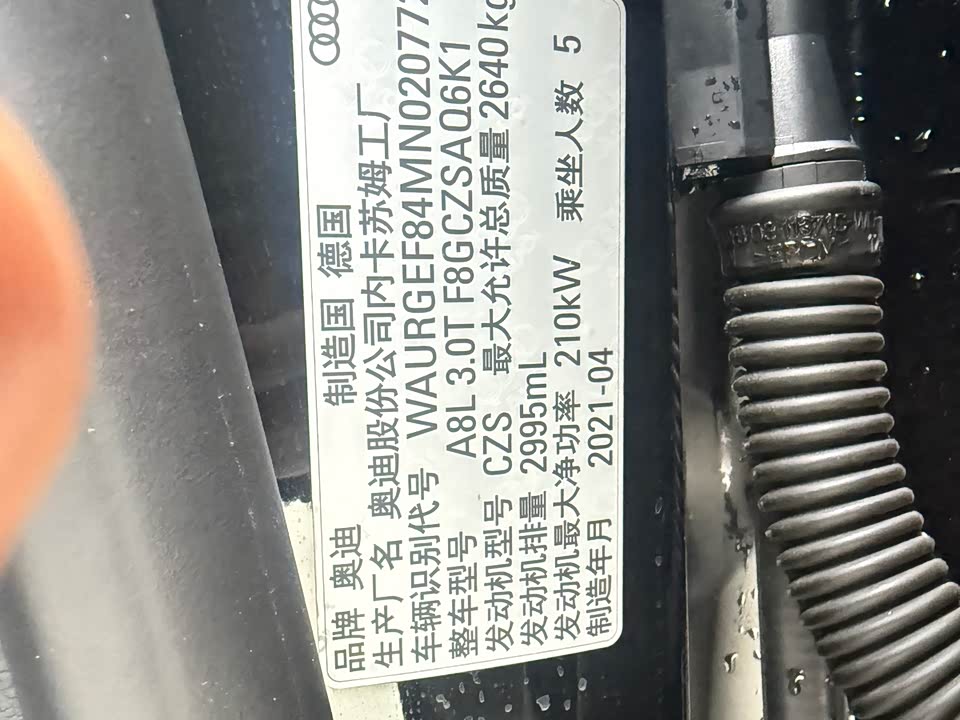 品牌 奥迪 制造国 德国
生产厂名 奥迪股份公司内卡苏姆工厂
车辆识别代号 WAURGEF84MN020772
整车型号 A8L 3.0T F8GCZSAQ6K1
发动机型号 CZS 最大允许总质量 2640kg
发动机排量 2995mL
发动机最大净功率 210kW 乘坐人数 5
制造年月 2021-04